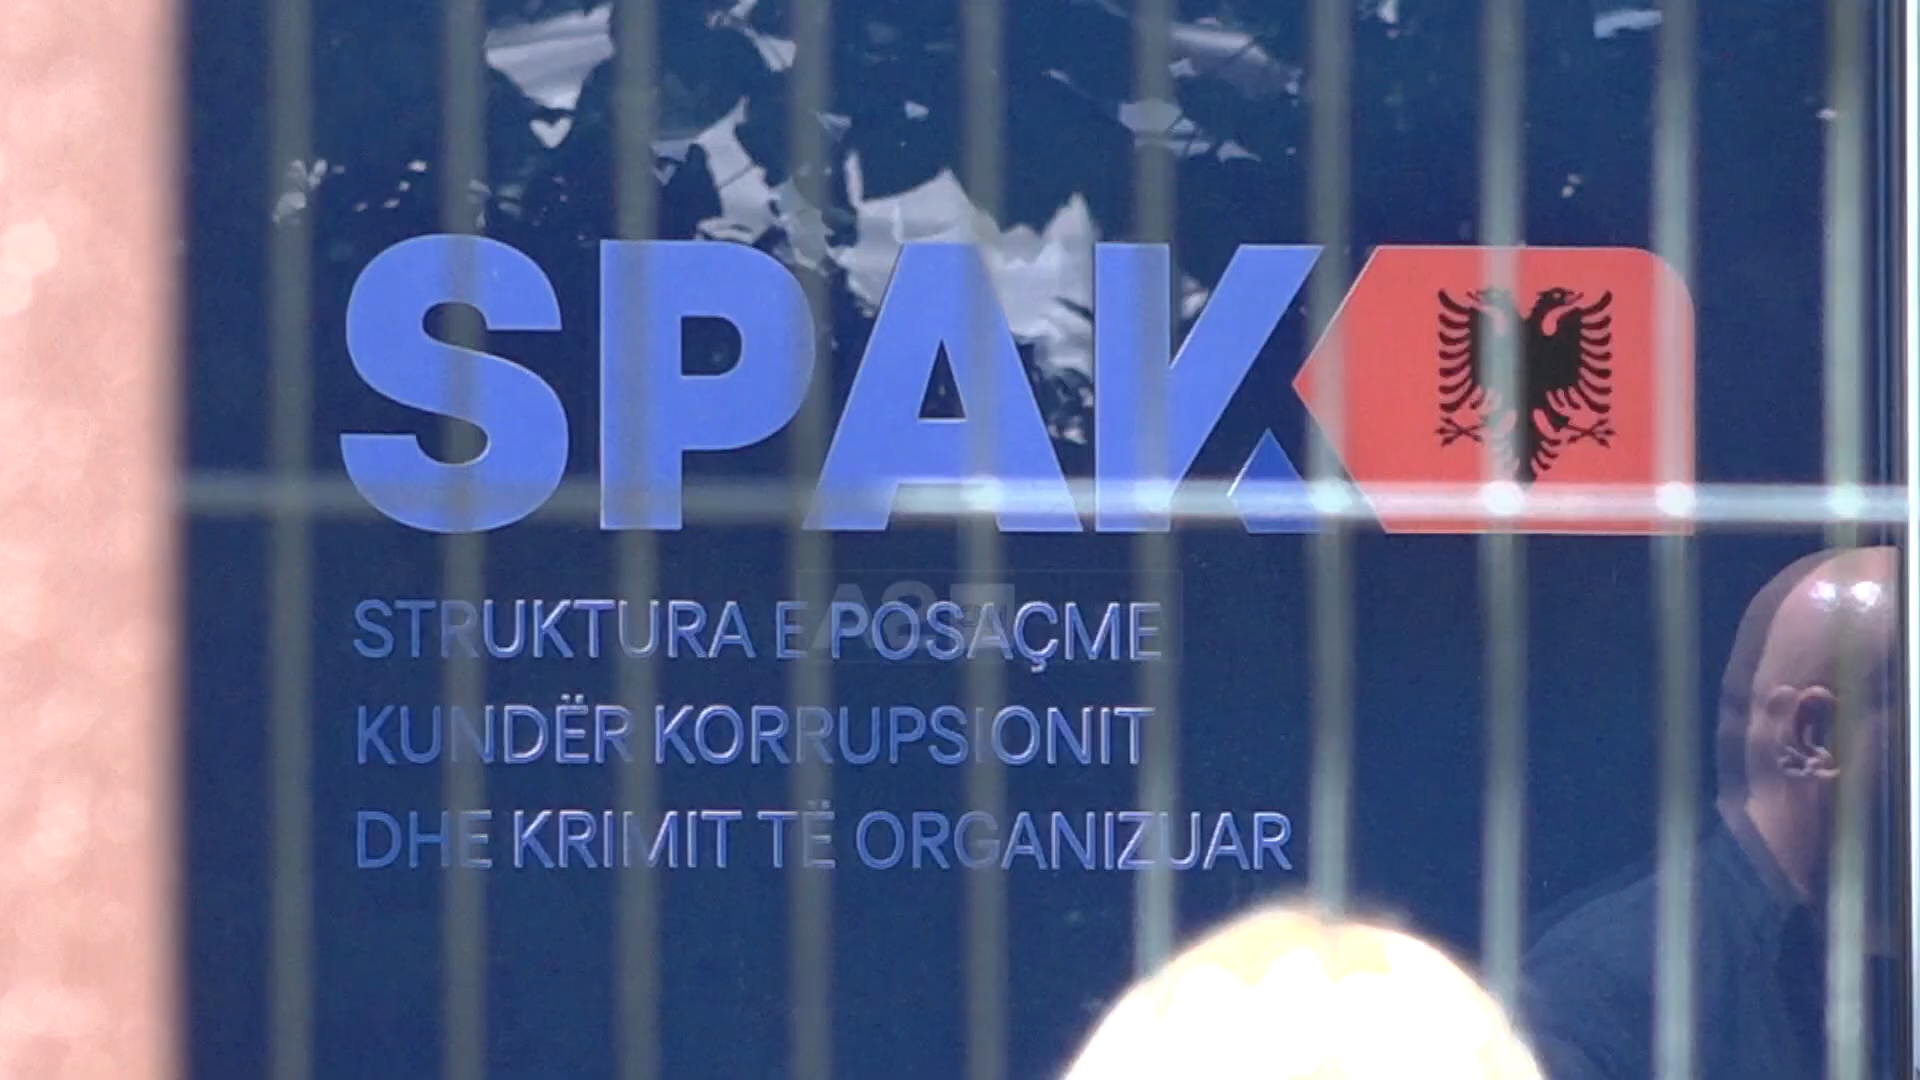 SPAK
STRUKTURA E POSAÇME
KUNDËR KORRUPSIONIT
DHE KRIMIT TË ORGANIZUAR